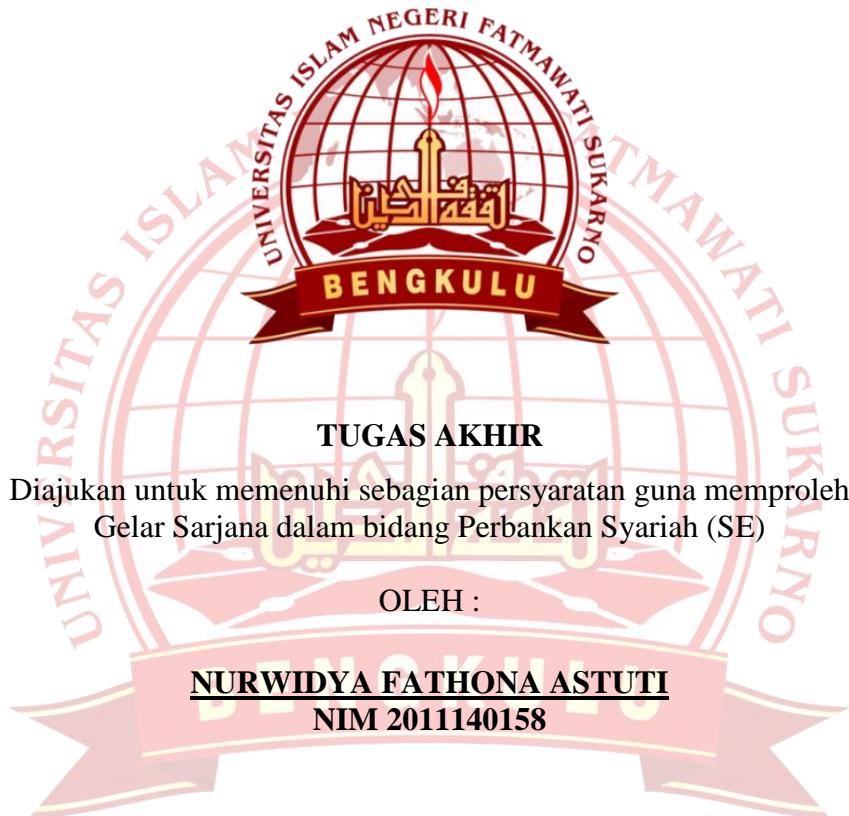 UNIVERSITAS ISLAM NEGERI FATMAWATI SUKARNO
BENGKULU
TUGAS AKHIR
Diajukan untuk memenuhi sebagian persyaratan guna memproleh
Gelar Sarjana dalam bidang Perbankan Syariah (SE)
OLEH :
NURWIDYA FATHONA ASTUTI
NIM 2011140158